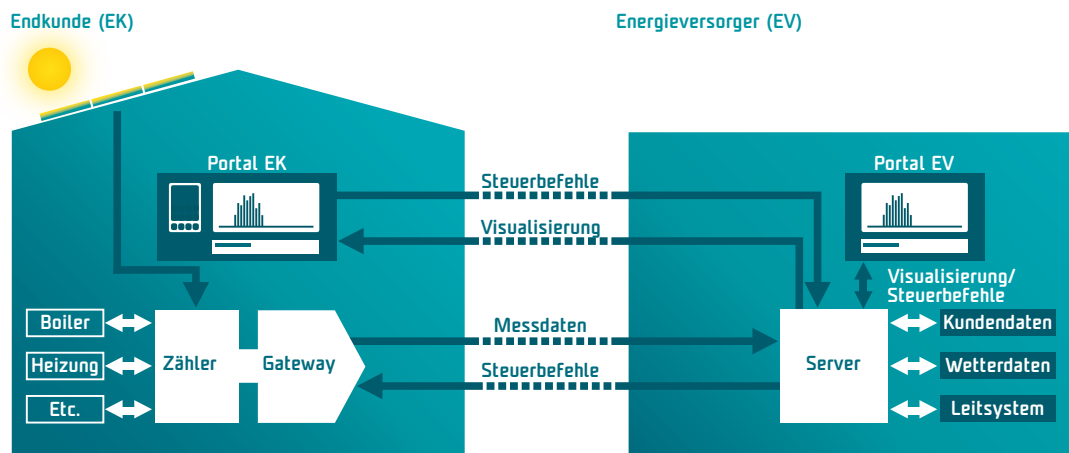 Endkunde (EK)
Energieversorger (EV)
Portal EK
Portal EV
Steuerbefehle
Visualisierung
Visualisierung/
Steuerbefehle
Boiler
Heizung
Etc.
Zähler
Gateway
Messdaten
Steuerbefehle
Server
Kundendaten
Wetterdaten
Leitsystem